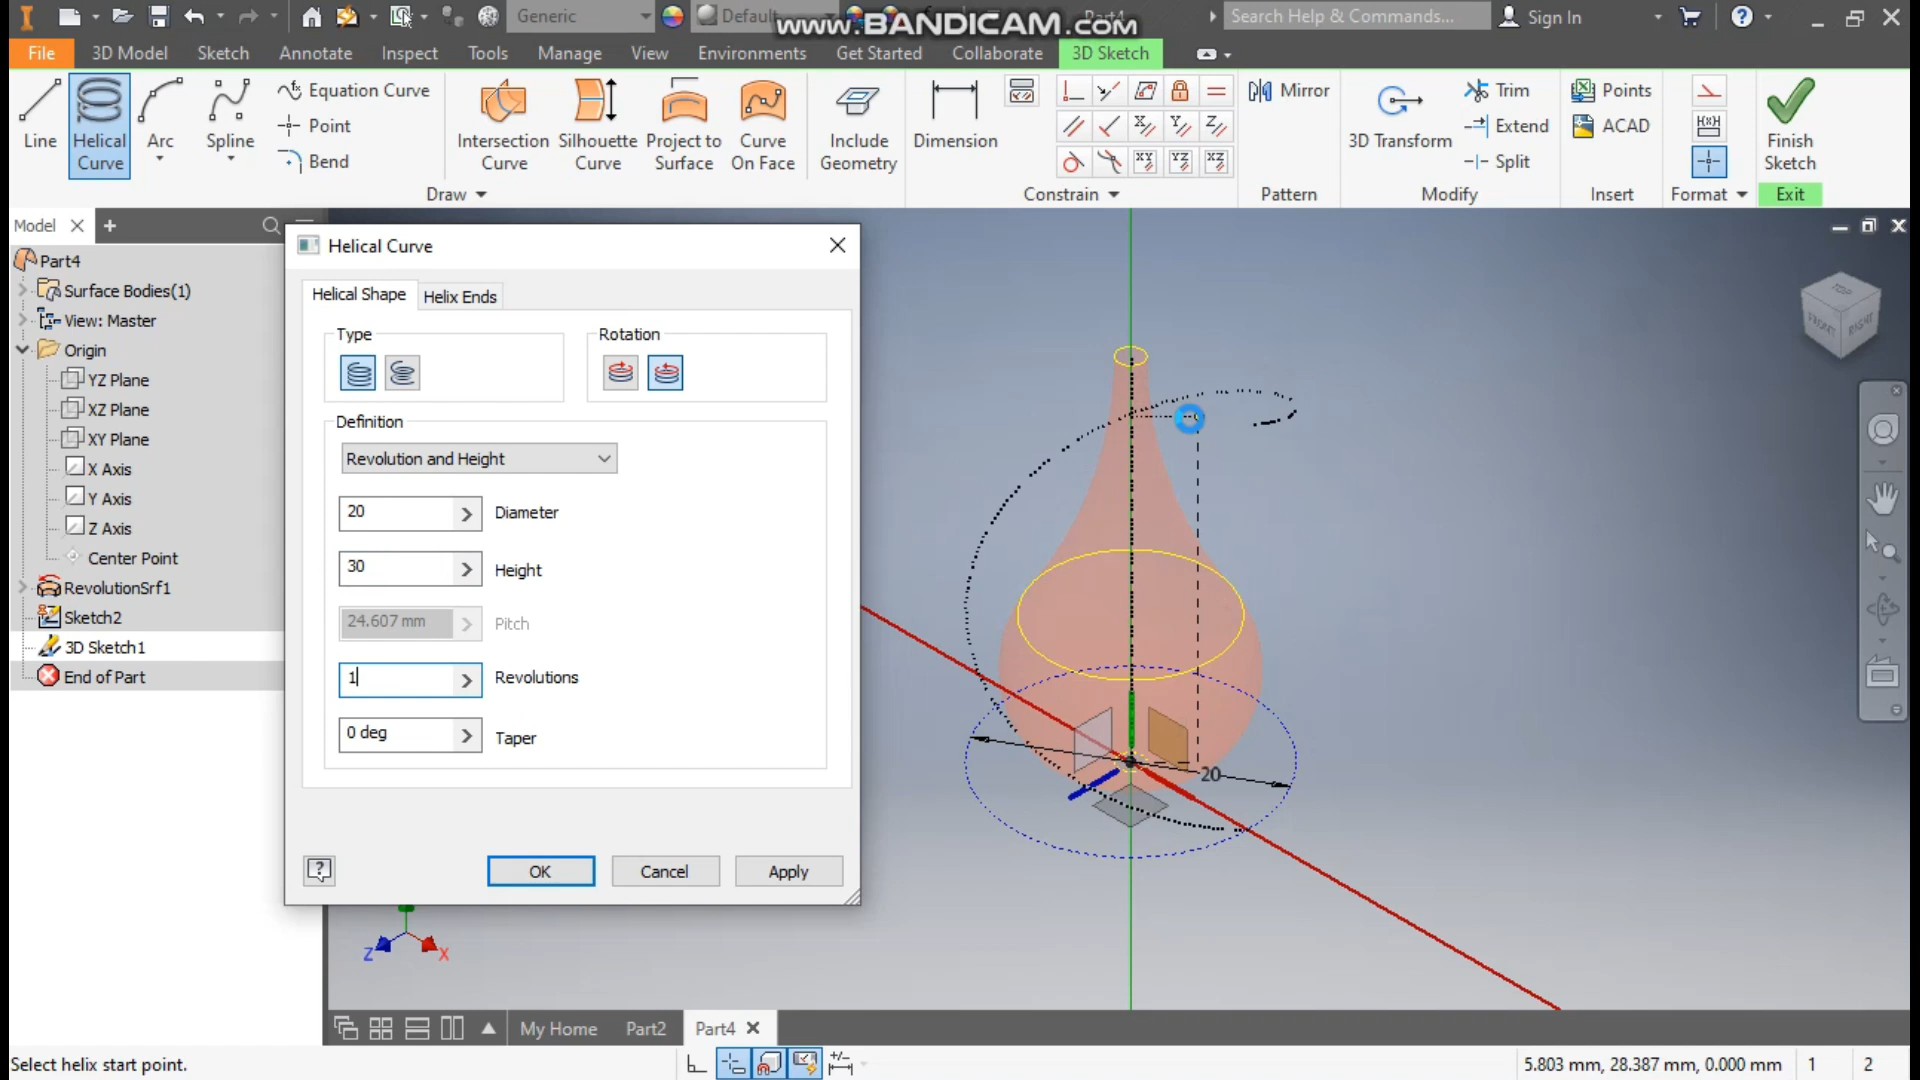 Generic
Default
www.BANDICAM.com
Search Help & Commands...
Sign In
File
3D Model
Sketch
Annotate
Inspect
Tools
Manage
View
Environments
Get Started
Collaborate
3D Sketch
Line
Helical
Curve
Arc
Spline
Equation Curve
Point
Bend
Intersection
Curve
Silhouette
Curve
Project to
Surface
Curve
On Face
Include
Geometry
Dimension
Mirror
3D Transform
Trim
Extend
Split
Points
ACAD
Finish
Sketch
Draw
Constrain
Pattern
Modify
Insert
Format
Exit
Model
Part4
Surface Bodies(1)
View: Master
Origin
YZ Plane
XZ Plane
XY Plane
X Axis
Y Axis
Z Axis
Center Point
RevolutionSrf1
Sketch2
3D Sketch1
End of Part
Helical Curve
Helical Shape
Helix Ends
Type
Rotation
Definition
Revolution and Height
20
Diameter
30
Height
24.607 mm
Pitch
1
Revolutions
0 deg
Taper
OK
Cancel
Apply
20
TOP
FRONT
RIGHT
Z
X
My Home
Part2
Part4
Select helix start point.
5.803 mm, 28.387 mm, 0.000 mm
1
2